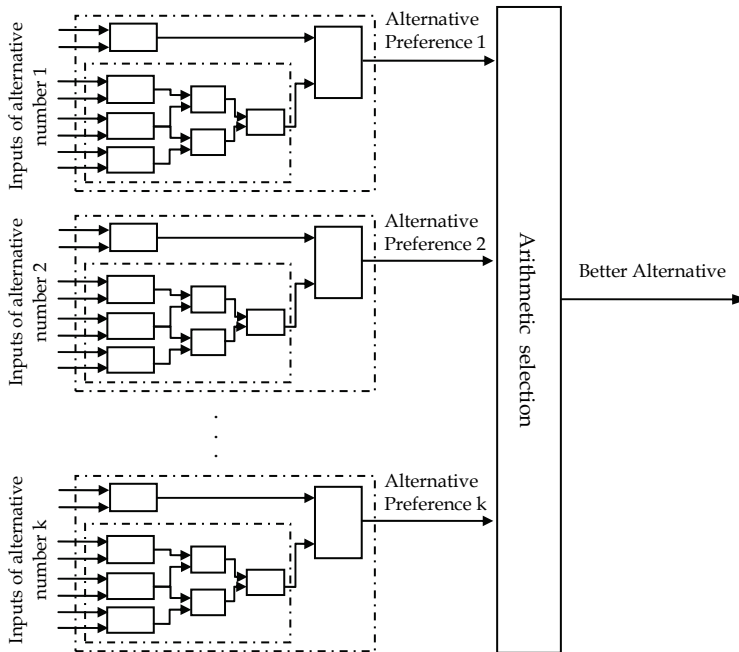 Inputs of alternative
number 1
Alternative
Preference 1
Inputs of alternative
number 2
Alternative
Preference 2
Arithmetic selection
Better Alternative
Inputs of alternative
number k
Alternative
Preference k